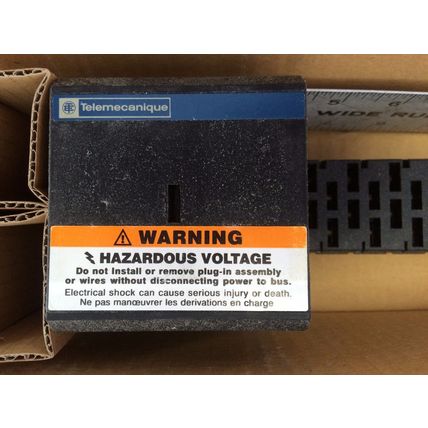 Telemecanique
5 6
WIDE RU
WARNING
HAZARDOUS VOLTAGE
Do not Install or remove plug-in assembly
or wires without disconnecting power to bus.
Electrical shock can cause serious injury or death.
Ne pas manœuvrer les derivations en charge